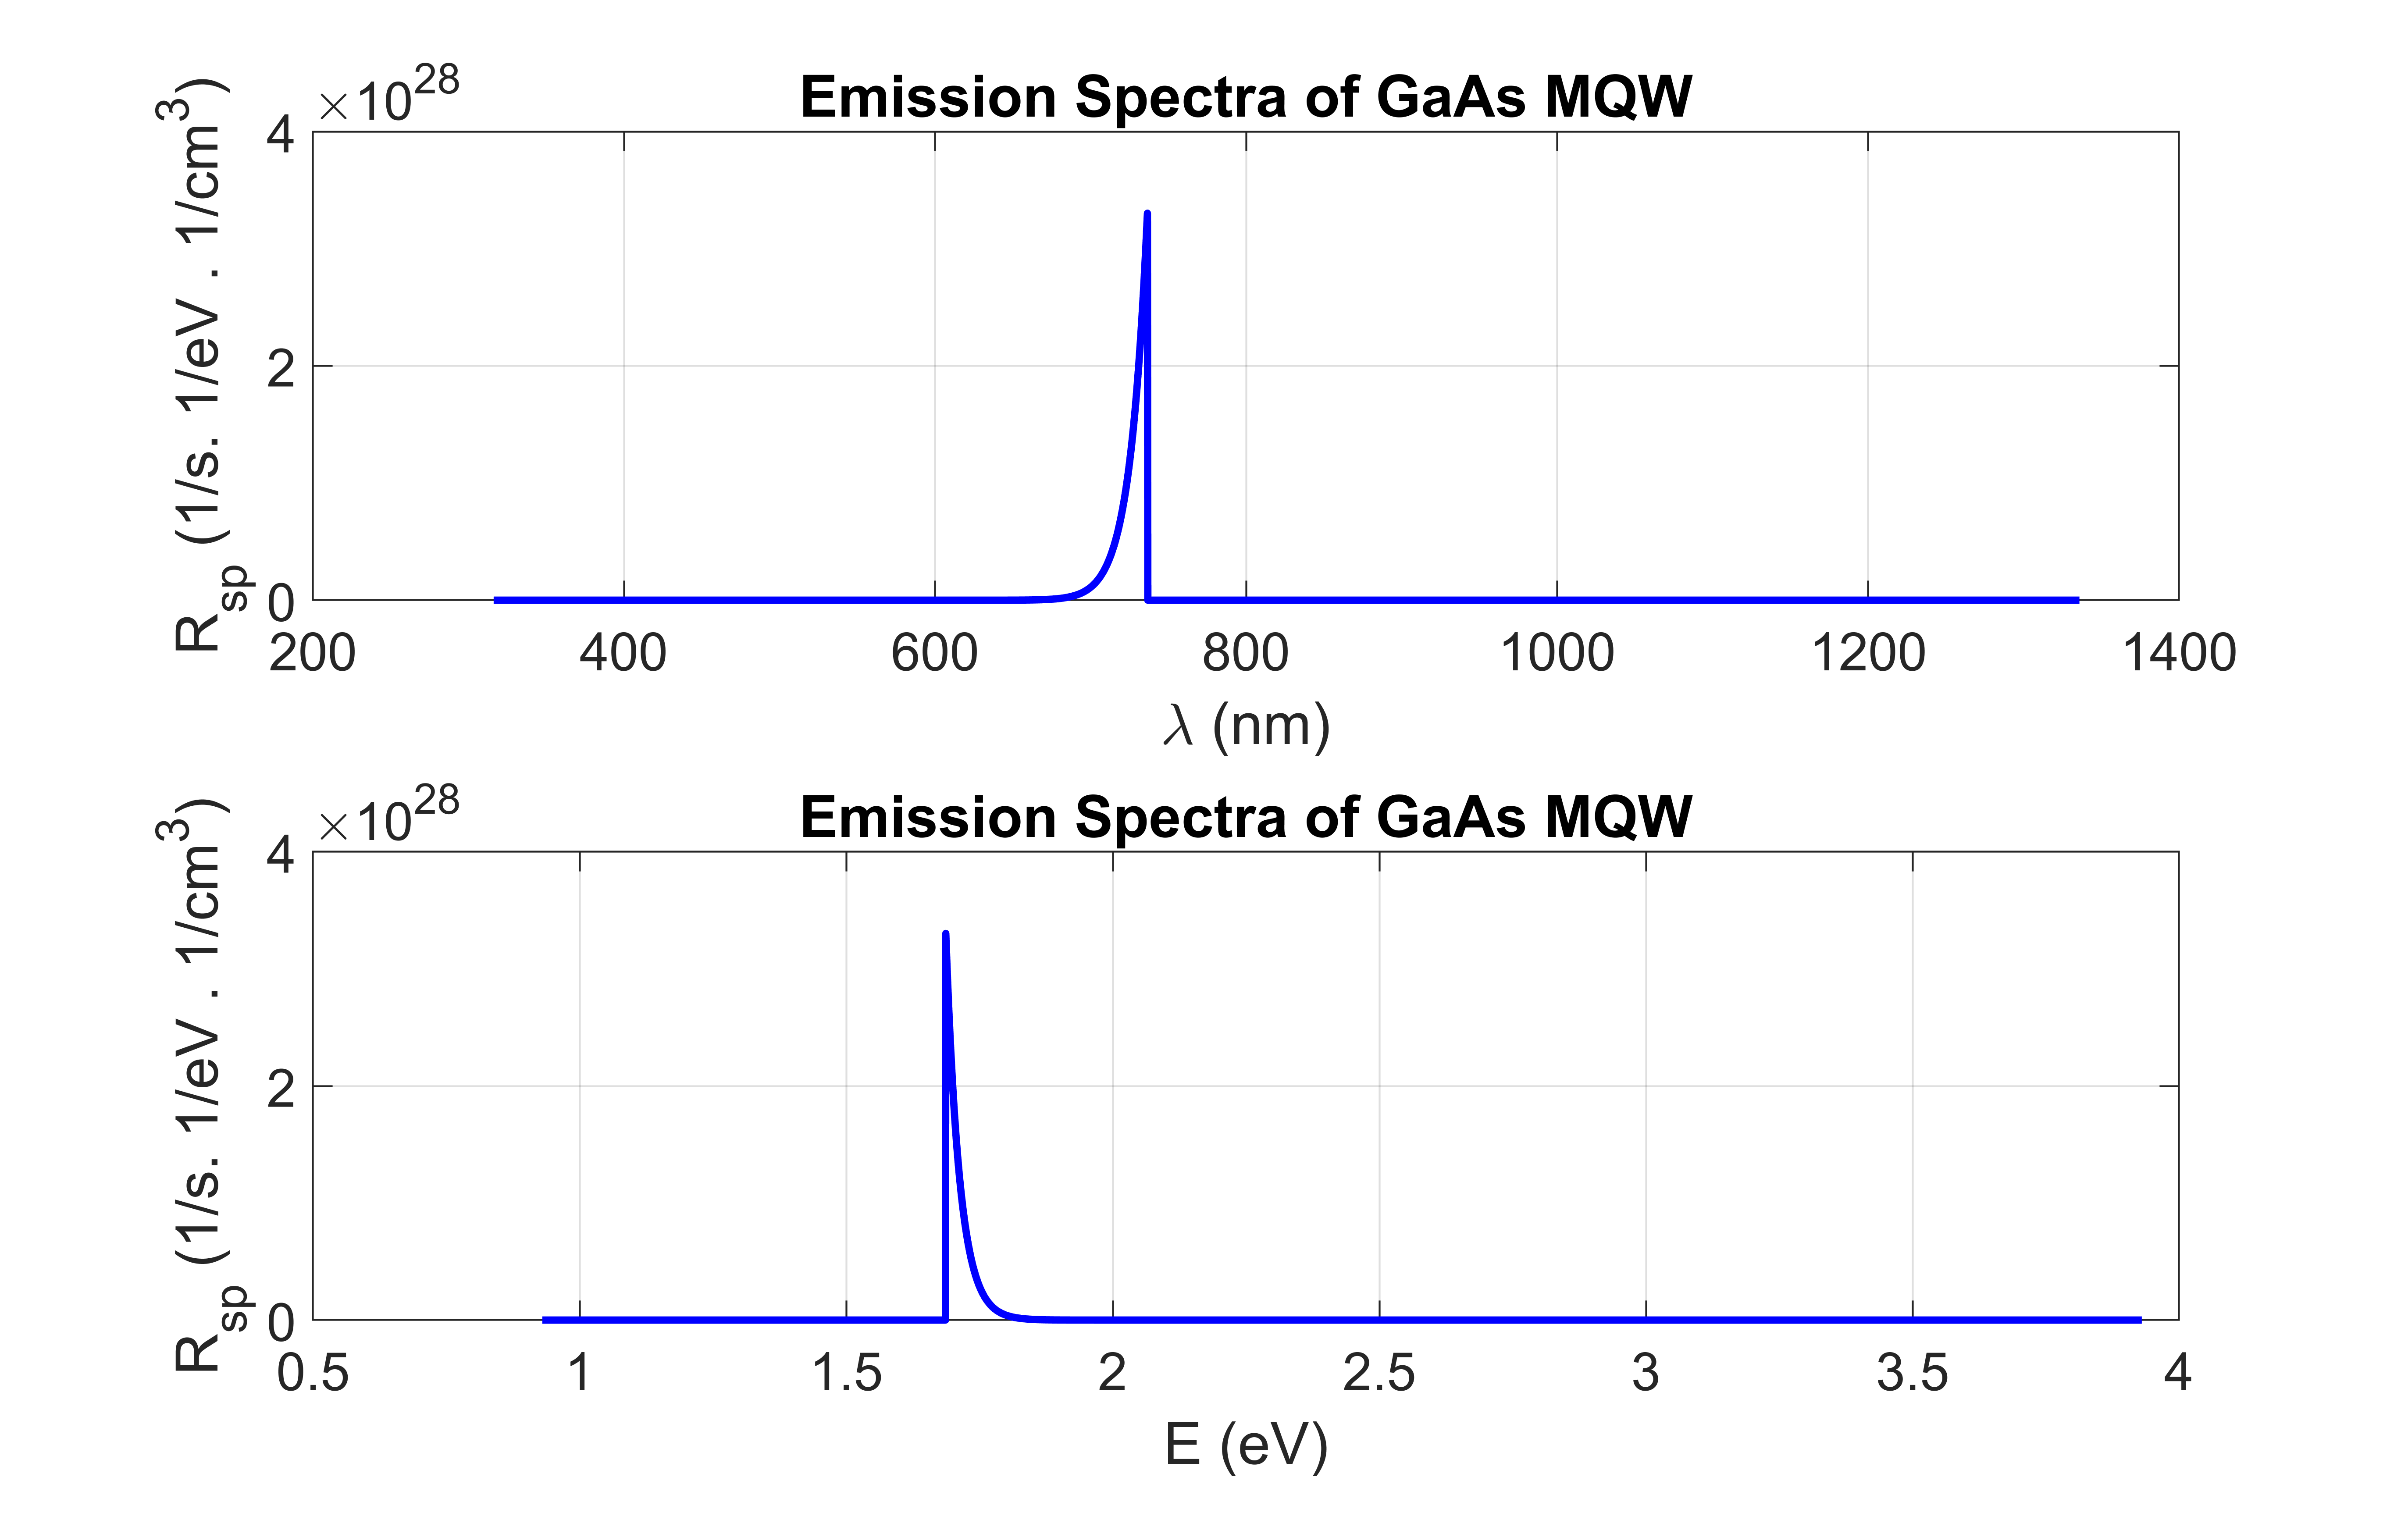 ×10^28
Emission Spectra of GaAs MQW
R_sp (1/s. 1/eV . 1/cm^3)
4
2
0
200 400 600 800 1000 1200 1400
λ (nm)
×10^28
Emission Spectra of GaAs MQW
R_sp (1/s. 1/eV . 1/cm^3)
4
2
0
0.5 1 1.5 2 2.5 3 3.5 4
E (eV)